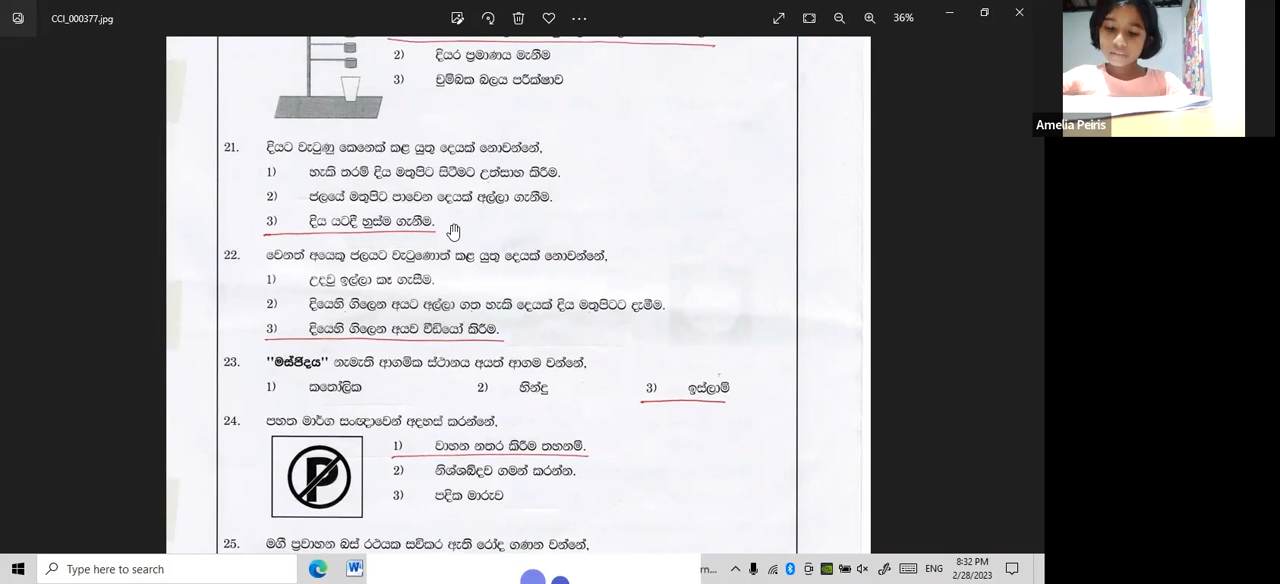 CCI_000377.jpg
36%
Amelia Peiris
2) දියර ප්‍රමාණය මැනීම
3) චුම්බක බලය පරීක්ෂාව
21. දියට වැටුණු කෙනෙක් කළ යුතු දෙයක් නොවන්නේ,
1) හැකි තරම් දිය මතුපිට සිටීමට උත්සාහ කිරීම.
2) ජලයේ මතුපිට පාවෙන දෙයක් අල්ලා ගැනීම.
3) දිය යටදී හුස්ම ගැනීම.
22. වෙනත් අයෙකු ජලයට වැටුණොත් කළ යුතු දෙයක් නොවන්නේ,
1) උදවු ඉල්ලා කෑ ගැසීම.
2) දියෙහි ගිලෙන අයට අල්ලා ගත හැකි දෙයක් දිය මතුපිටට දැමීම.
3) දියෙහි ගිලෙන අයව වීඩියෝ කිරීම.
23. "මස්ජිදය" නැමැති ආගමික ස්ථානය අයත් ආගම වන්නේ,
1) කතෝලික 2) හින්දු 3) ඉස්ලාම්
24. පහත මාර්ග සංඥාවෙන් අදහස් කරන්නේ,
1) වාහන නතර කිරීම තහනම්.
P
2) නිශ්ශබ්දව ගමන් කරන්න.
3) පදික මාරුව
25. මගී ප්‍රවාහන බස් රථයක සවිකර ඇති රෝද ගණන වන්නේ,
Type here to search
ENG
8:32 PM
2/28/2023